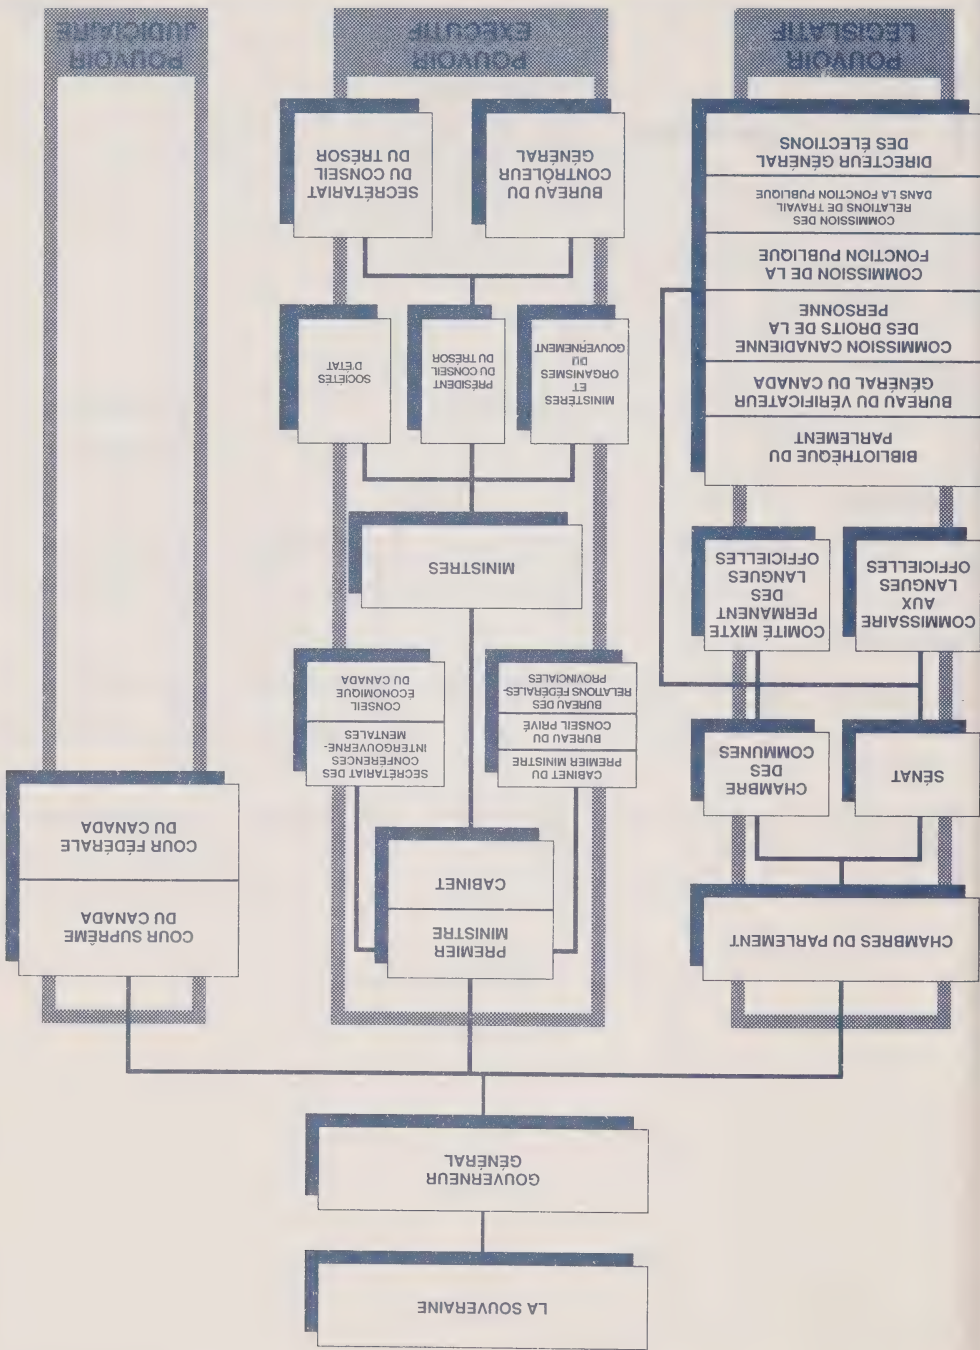 LA SOUVERAINE
GOUVERNEUR
GÉNÉRAL
CHAMBRES DU PARLEMENT
SÉNAT
CHAMBRE
DES
COMMUNES
COMMISSAIRE
AUX
LANGUES
OFFICIELLES
COMITÉ MIXTE
PERMANENT
DES
LANGUES
OFFICIELLES
BIBLIOTHÈQUE DU
PARLEMENT
BUREAU DU VÉRIFICATEUR
GÉNÉRAL DU CANADA
COMMISSION CANADIENNE
DES DROITS DE LA
PERSONNE
COMMISSION DE LA
FONCTION PUBLIQUE
COMMISSION DES
RELATIONS DE TRAVAIL
DANS LA FONCTION PUBLIQUE
DIRECTEUR GÉNÉRAL
DES ÉLECTIONS
POUVOIR
LÉGISLATIF
PREMIER
MINISTRE
CABINET
CABINET DU
PREMIER MINISTRE
BUREAU DU
CONSEIL PRIVÉ
BUREAU DES
RELATIONS FÉDÉRALES-
PROVINCIALES
SECRÉTARIAT DES
CONFÉRENCES
INTERGOUVERNE-
MENTALES
CONSEIL
ÉCONOMIQUE
DU CANADA
MINISTRES
MINISTÈRES
ET
ORGANISMES
DU
GOUVERNEMENT
PRÉSIDENT
DU CONSEIL
DU TRÉSOR
SOCIÉTÉS
D'ÉTAT
BUREAU DU
CONTRÔLEUR
GÉNÉRAL
SECRÉTARIAT
DU CONSEIL
DU TRÉSOR
POUVOIR
EXÉCUTIF
COUR SUPRÊME
DU CANADA
COUR FÉDÉRALE
DU CANADA
POUVOIR
JUDICIAIRE